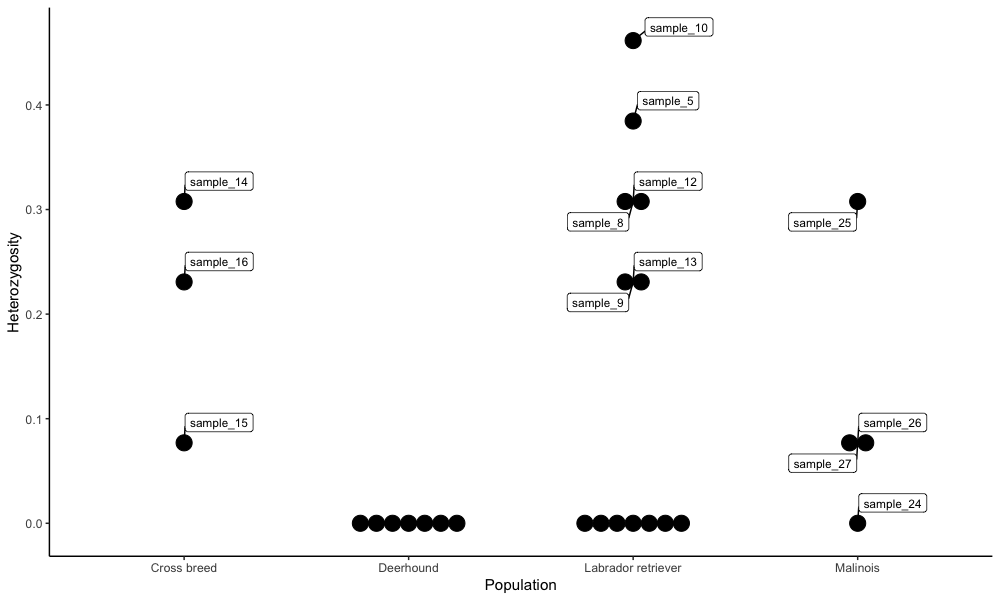 sample_10
sample_5
0.4
sample_14
sample_12
0.3
sample_8
sample_25
Heterozygosity
sample_16
sample_13
sample_9
0.2
0.1
sample_15
sample_26
sample_27
sample_24
0.0
Cross breed
Deerhound
Labrador retriever
Malinois
Population